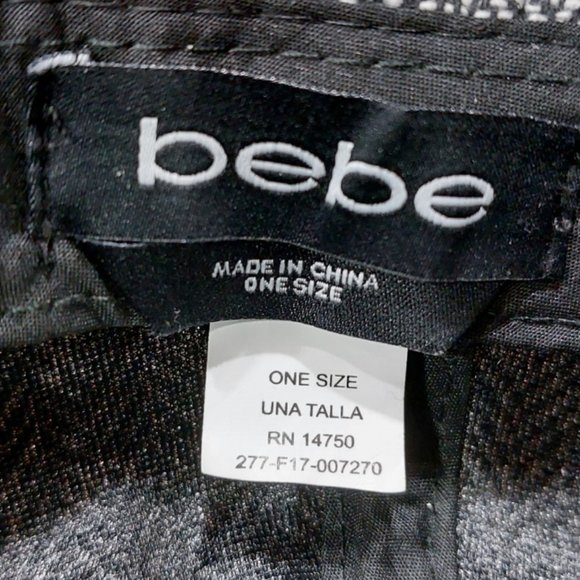 bebe
MADE IN CHINA
ONE SIZE
ONE SIZE
UNA TALLA
RN 14750
277-F17-007270